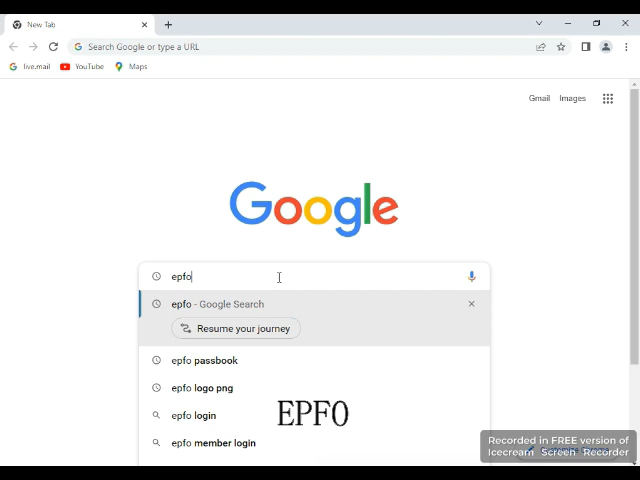 New Tab
Search Google or type a URL
live.mail YouTube Maps
Gmail Images
Google
epfo
epfo - Google Search
Resume your journey
epfo passbook
epfo logo png
epfo login
epfo member login
EPFO
Recorded in FREE version of
Icecream Screen Recorder